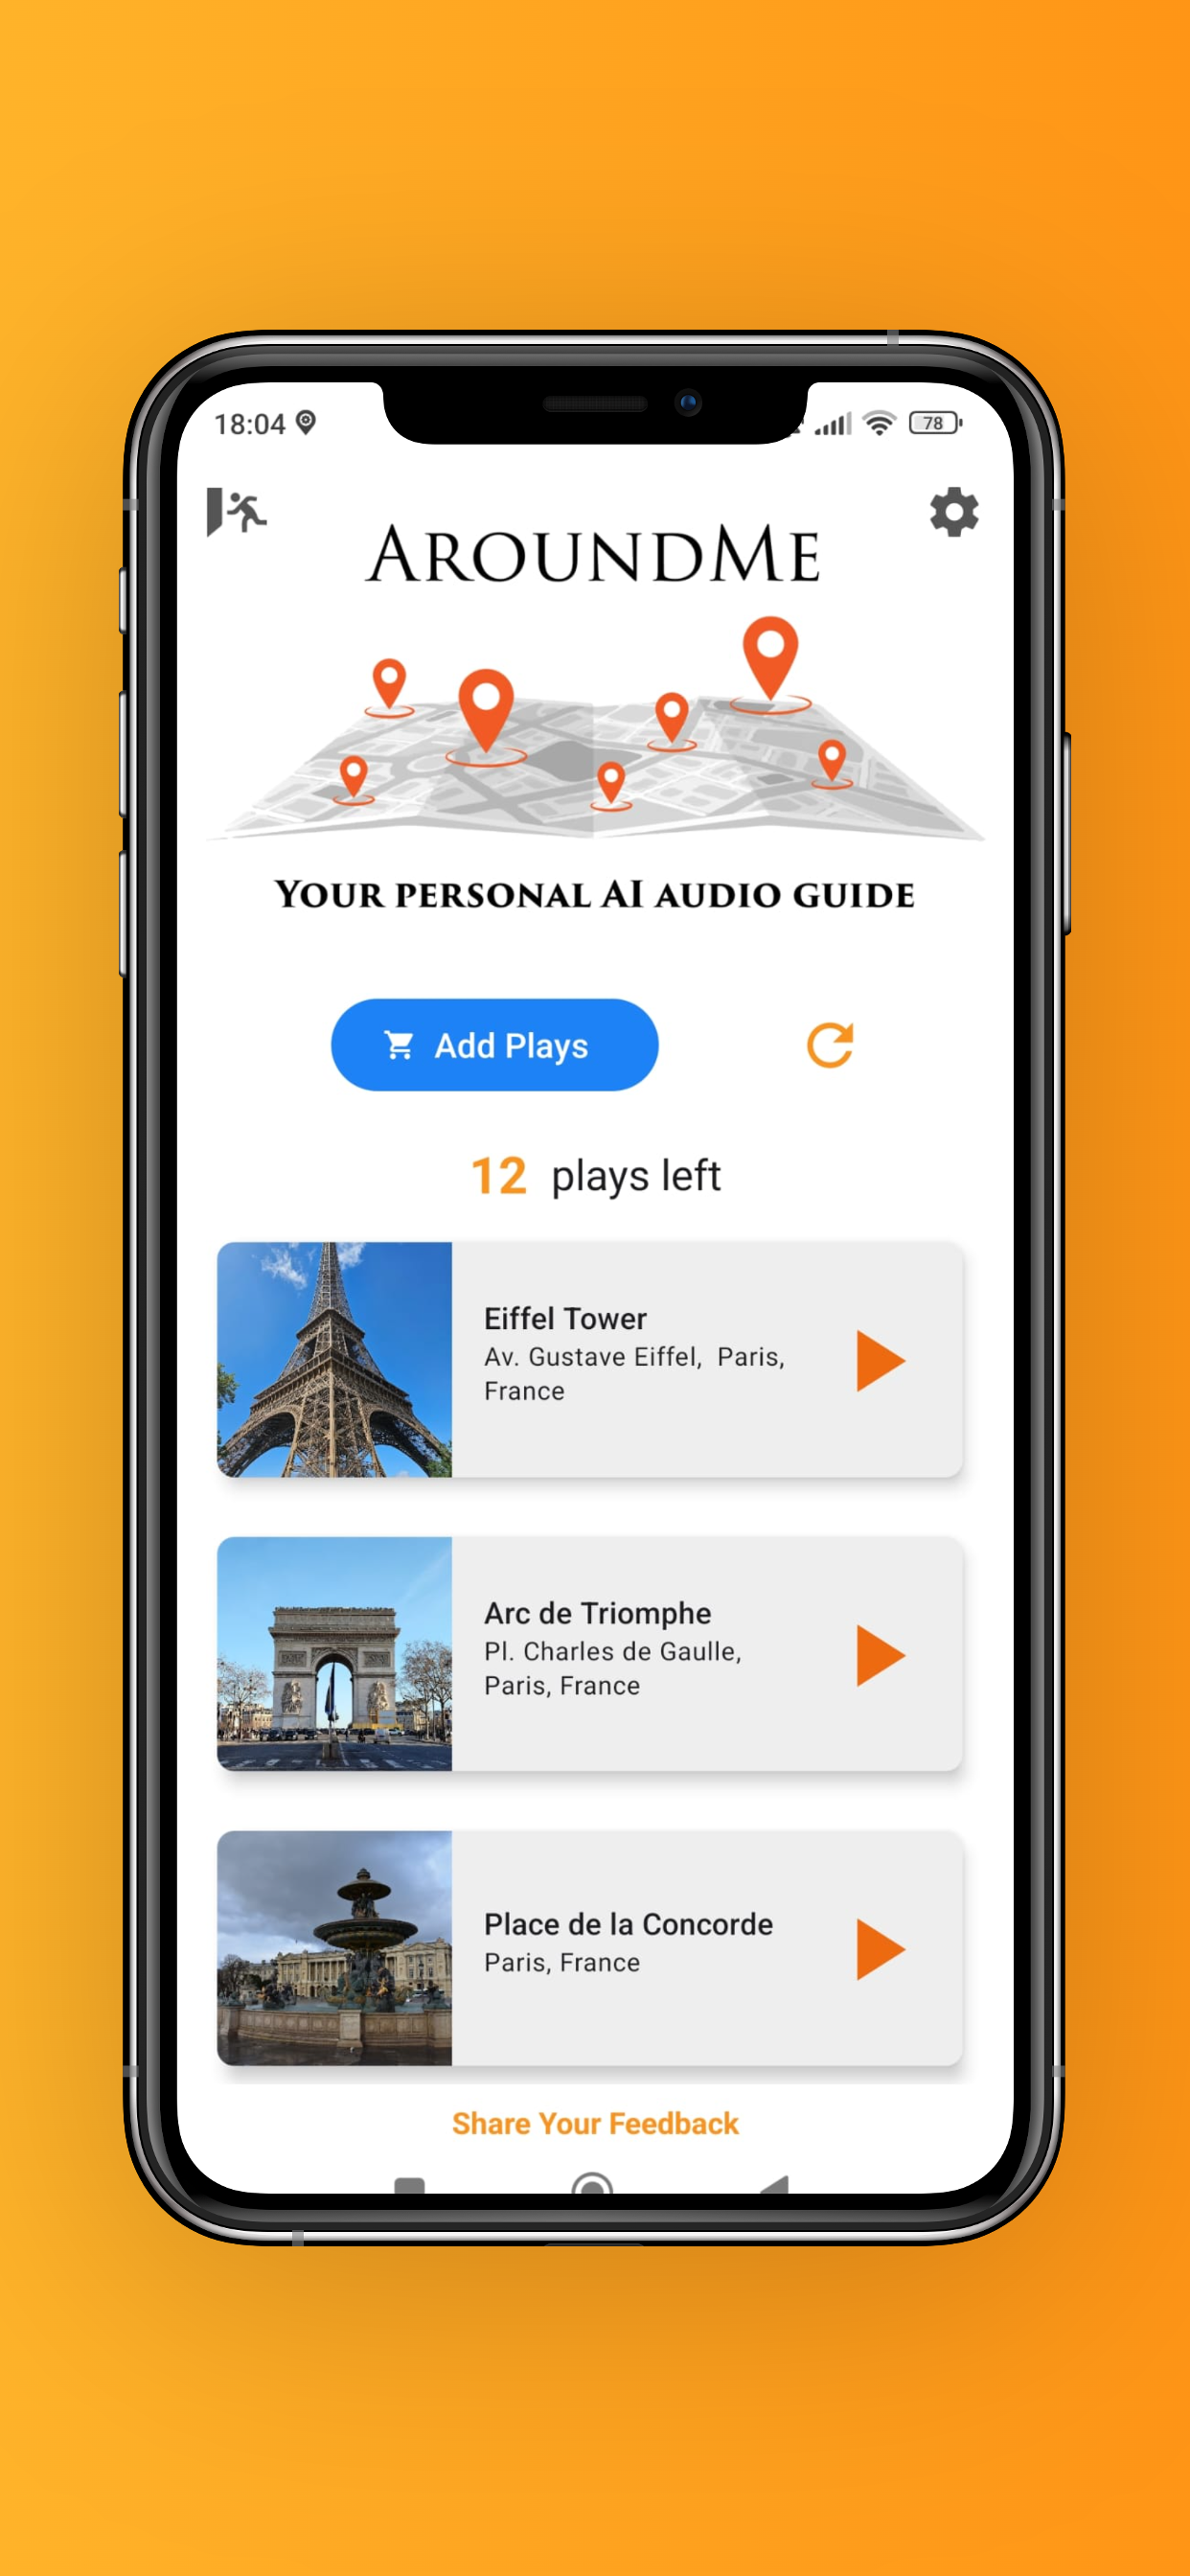 18:04
78
AROUNDME
YOUR PERSONAL AI AUDIO GUIDE
Add Plays
12 plays left
Eiffel Tower
Av. Gustave Eiffel,  Paris,
France
Arc de Triomphe
Pl. Charles de Gaulle,
Paris, France
Place de la Concorde
Paris, France
Share Your Feedback